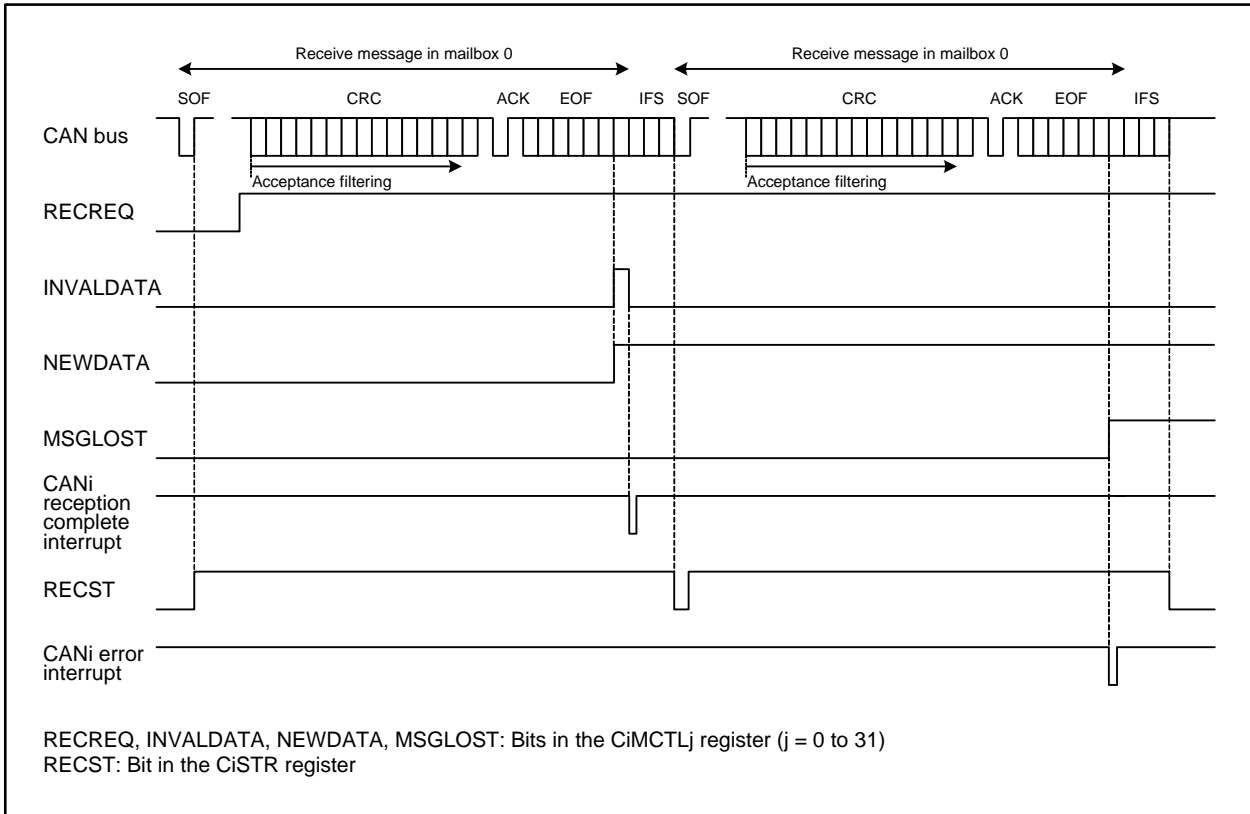 Receive message in mailbox 0 Receive message in mailbox 0
SOF CRC ACK EOF IFS SOF CRC ACK EOF IFS
CAN bus
Acceptance filtering Acceptance filtering
RECREQ
INVALDATA
NEWDATA
MSGLOST
CANi
reception
complete
interrupt
RECST
CANi error
interrupt
RECREQ, INVALDATA, NEWDATA, MSGLOST: Bits in the CiMCTLj register (j = 0 to 31)
RECST: Bit in the CiSTR register